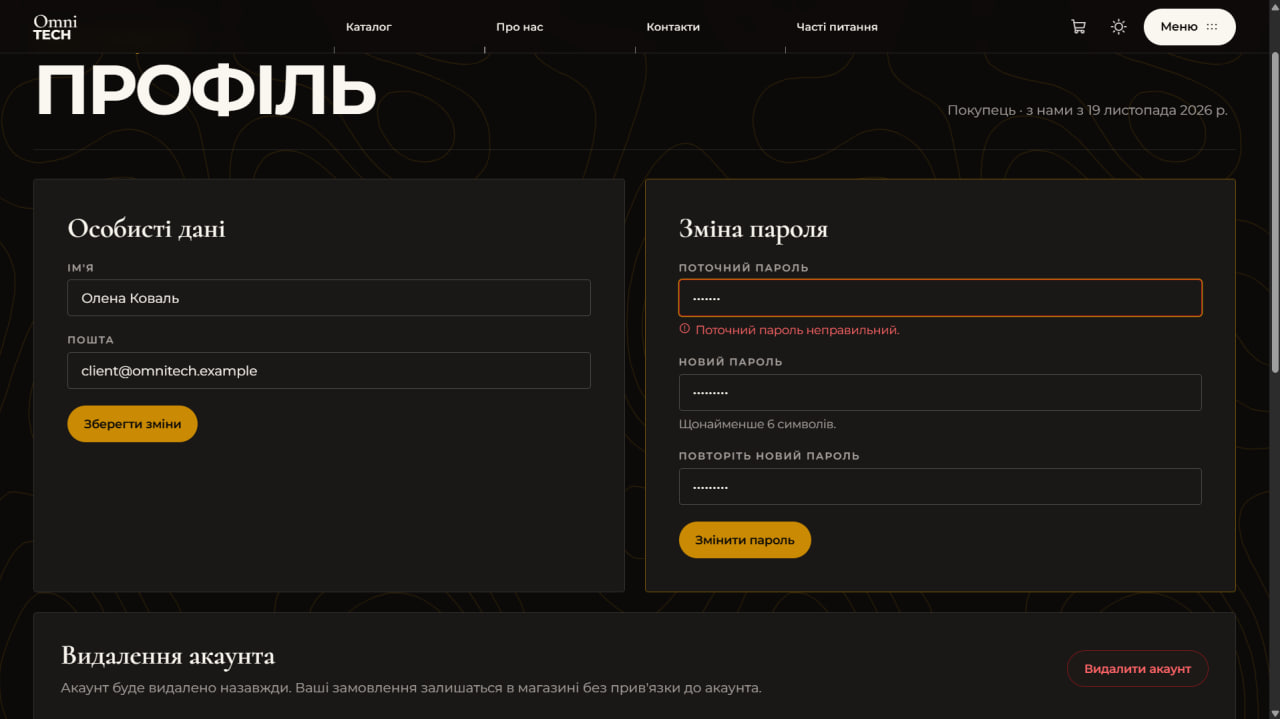 Omni
TECH
Каталог
Про нас
Контакти
Часті питання
Меню
ПРОФІЛЬ
Покупець · з нами з 19 листопада 2026 р.
Особисті дані
ІМ'Я
Олена Коваль
ПОШТА
client@omnitech.example
Зберегти зміни
Зміна пароля
ПОТОЧНИЙ ПАРОЛЬ
•••••••
Поточний пароль неправильний.
НОВИЙ ПАРОЛЬ
•••••••••
Щонайменше 6 символів.
ПОВТОРІТЬ НОВИЙ ПАРОЛЬ
•••••••••
Змінити пароль
Видалення акаунта
Акаунт буде видалено назавжди. Ваші замовлення залишаться в магазині без прив'язки до акаунта.
Видалити акаунт